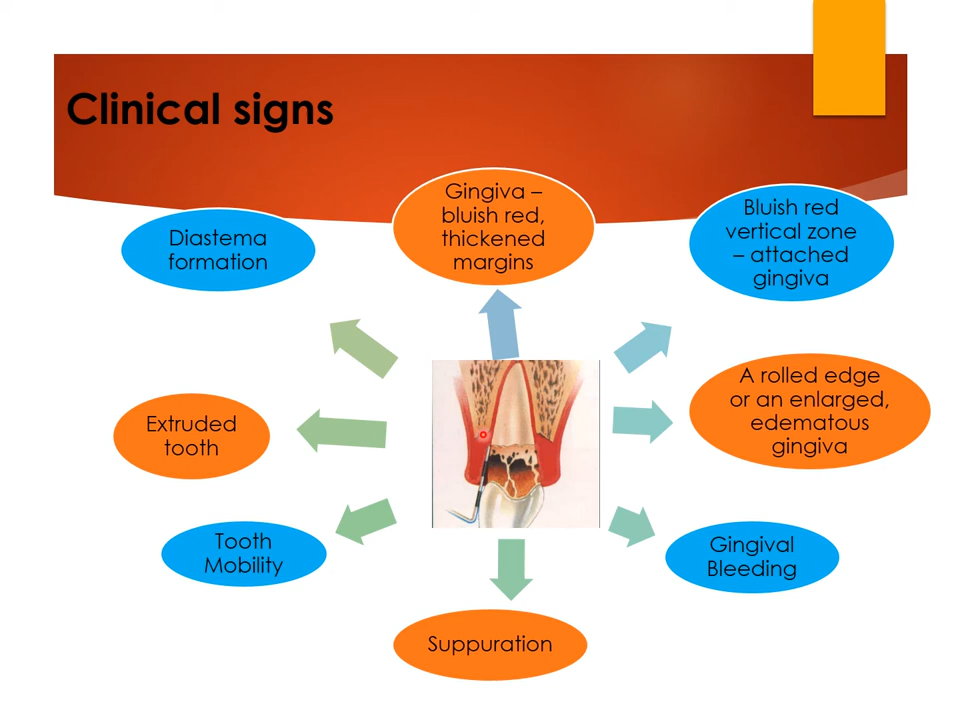 Clinical signs
Gingiva –
bluish red,
thickened
margins
Bluish red
vertical zone
– attached
gingiva
A rolled edge
or an enlarged,
edematous
gingiva
Gingival
Bleeding
Suppuration
Tooth
Mobility
Extruded
tooth
Diastema
formation